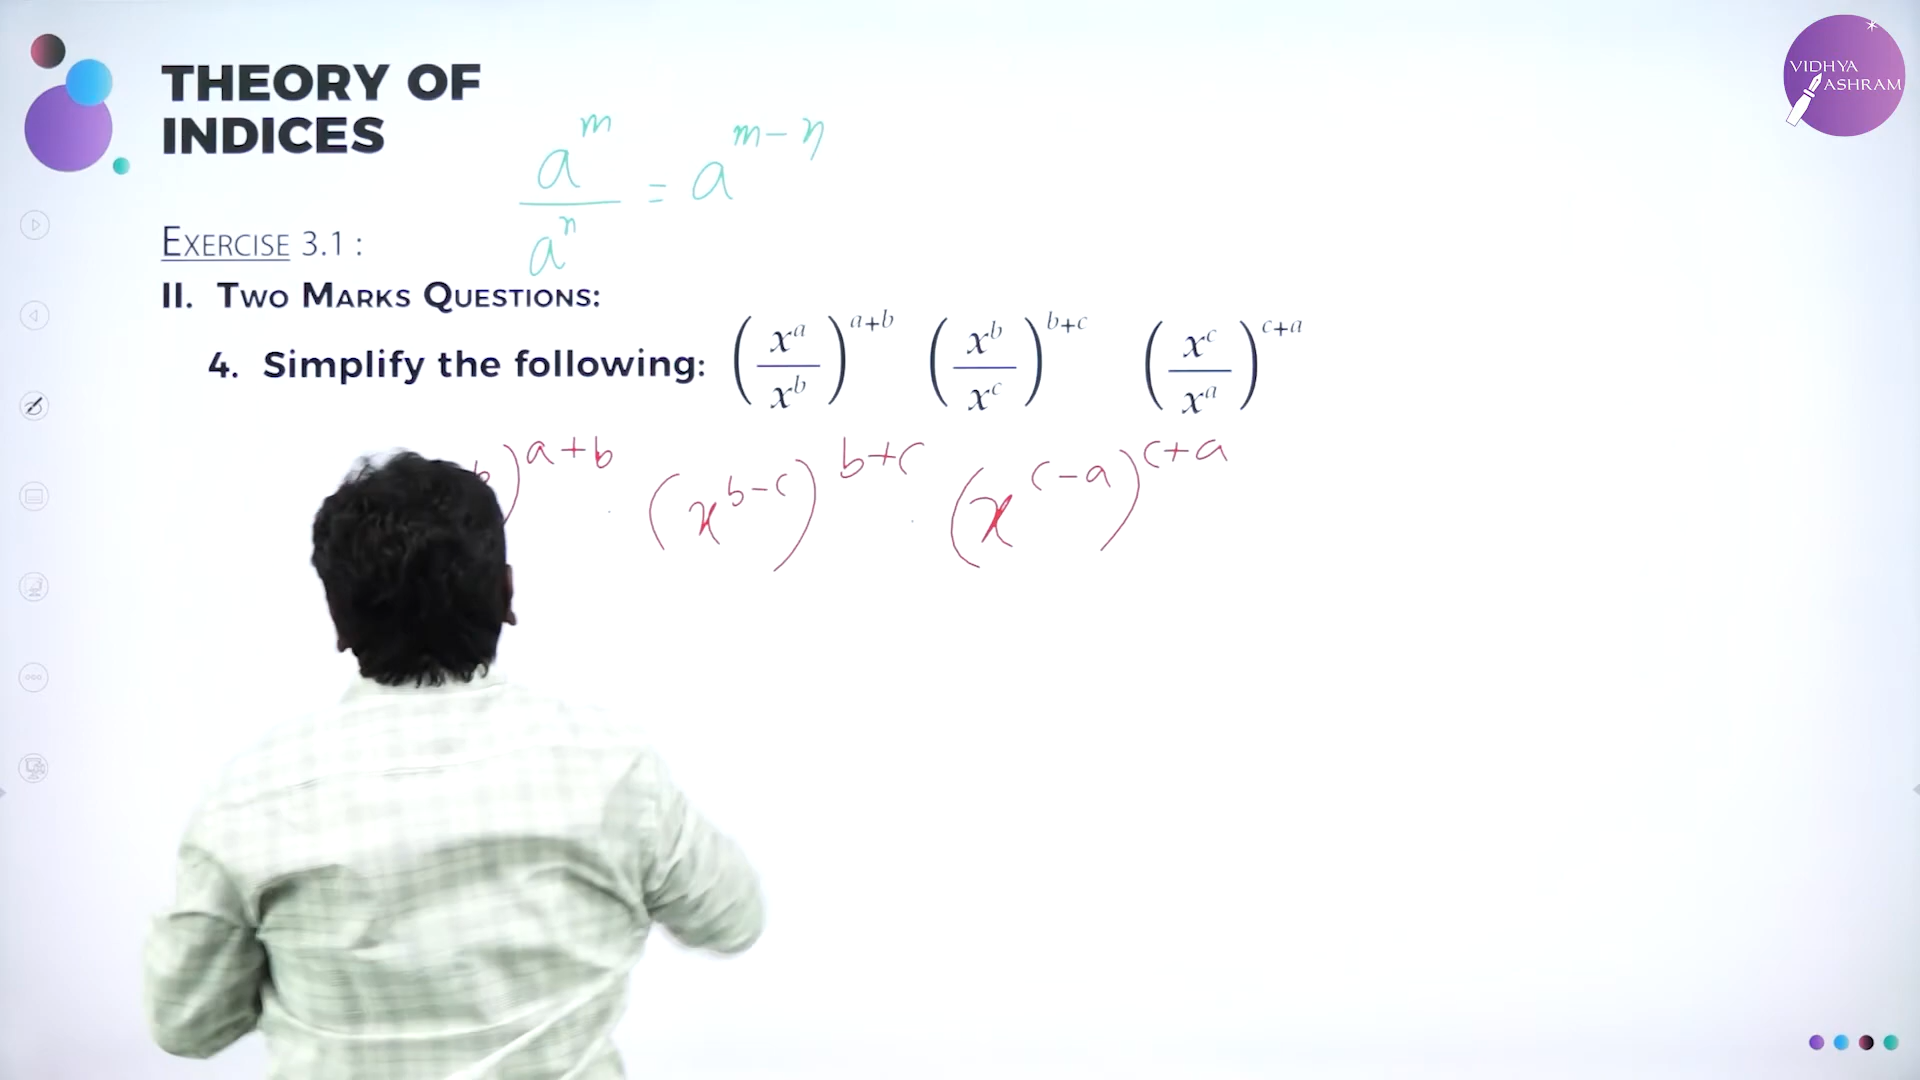 VIDHYA
ASHRAM
THEORY OF
INDICES
a^m / a^n = a^(m-n)
EXERCISE 3.1 :
II. TWO MARKS QUESTIONS:
4. Simplify the following: (x^a / x^b)^(a+b) (x^b / x^c)^(b+c) (x^c / x^a)^(c+a)
b)^(a+b) · (x^(b-c))^(b+c) · (x^(c-a))^(c+a)